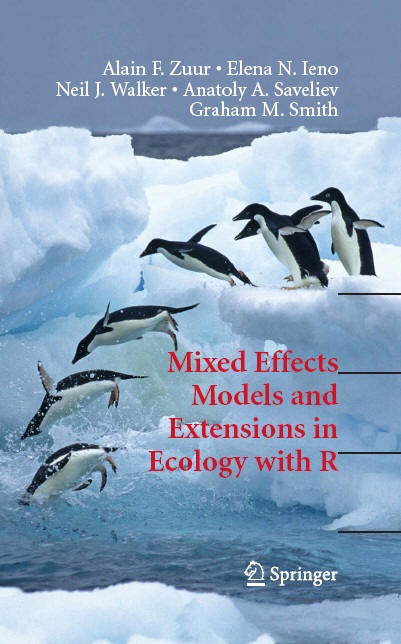 Alain F. Zuur • Elena N. Ieno
Neil J. Walker • Anatoly A. Saveliev
Graham M. Smith
Mixed Effects
Models and
Extensions in
Ecology with R
Springer